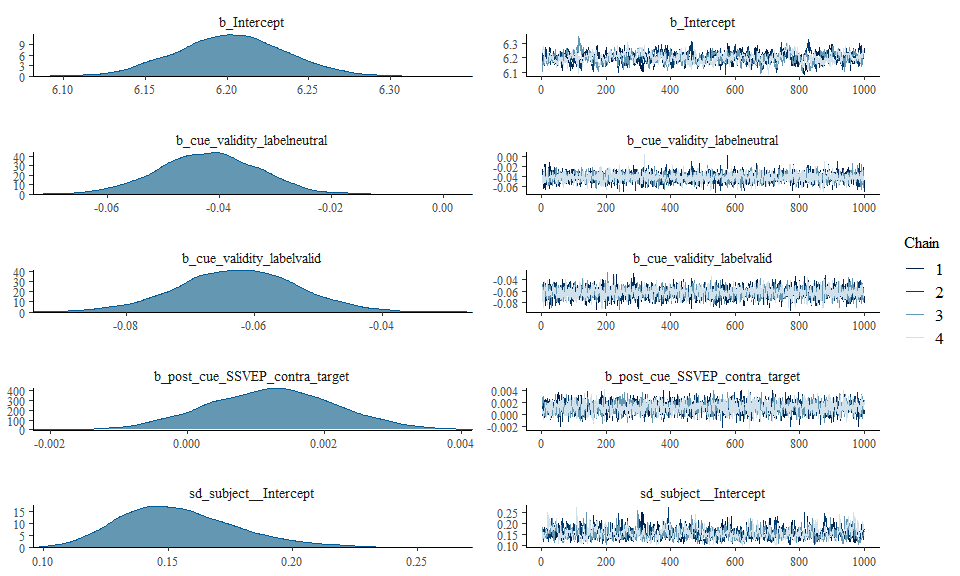 b_Intercept
9
6
3
0
6.10 6.15 6.20 6.25 6.30
b_Intercept
6.3
6.2
6.1
0 200 400 600 800 1000
b_cue_validity_labelneutral
40
30
20
10
0
-0.06 -0.04 -0.02 0.00
b_cue_validity_labelneutral
0.00
-0.02
-0.04
-0.06
0 200 400 600 800 1000
b_cue_validity_labelvalid
40
30
20
10
0
-0.08 -0.06 -0.04
b_cue_validity_labelvalid
-0.04
-0.06
-0.08
0 200 400 600 800 1000
b_post_cue_SSVEP_contra_target
400
300
200
100
0
-0.002 0.000 0.002 0.004
b_post_cue_SSVEP_contra_target
0.004
0.002
0.000
-0.002
0 200 400 600 800 1000
sd_subject__Intercept
15
10
5
0
0.10 0.15 0.20 0.25
sd_subject__Intercept
0.25
0.20
0.15
0.10
0 200 400 600 800 1000
Chain
1
2
3
4